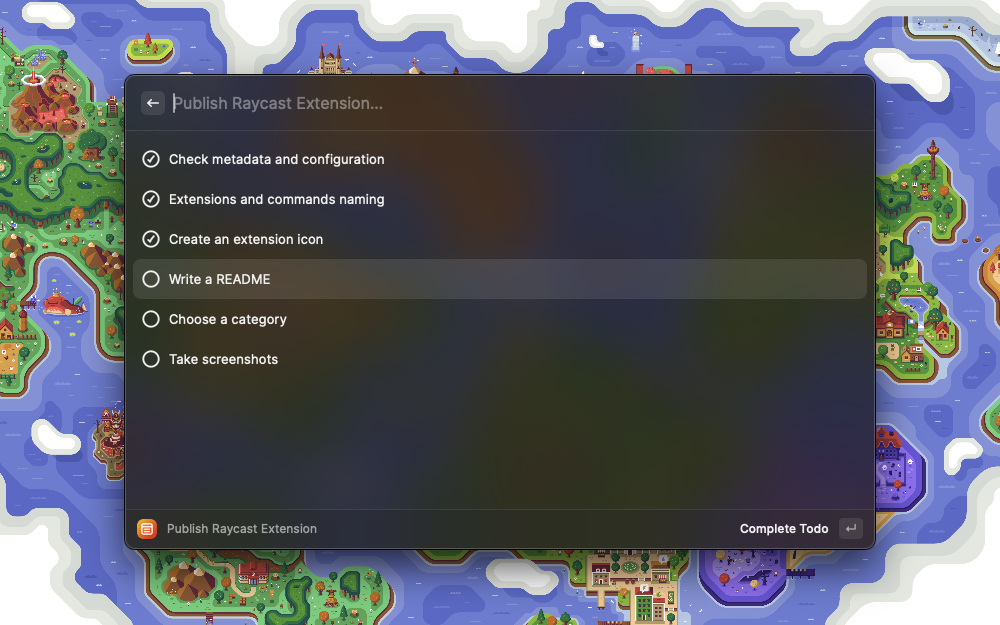 Publish Raycast Extension...
Check metadata and configuration
Extensions and commands naming
Create an extension icon
Write a README
Choose a category
Take screenshots
Publish Raycast Extension
Complete Todo